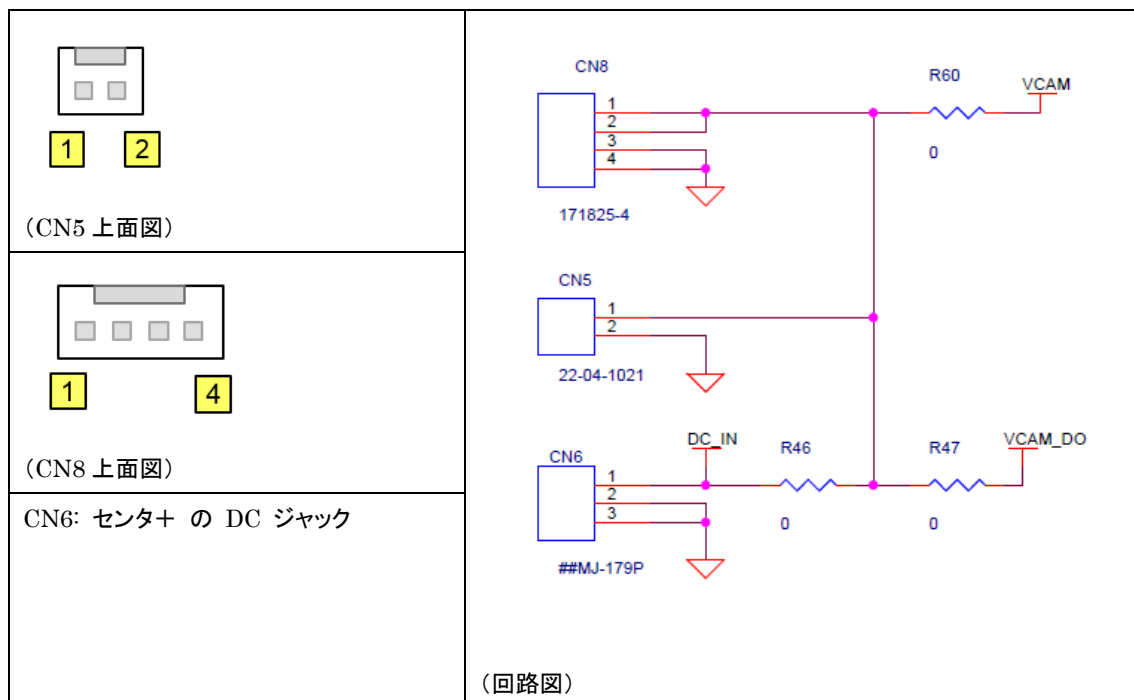 1 2
(CN5 上面図)
1 4
(CN8 上面図)
CN6: センタ+ の DC ジャック
CN8
1
2
3
4
171825-4
R60
0
VCAM
CN5
1
2
22-04-1021
CN6
1
2
3
##MJ-179P
DC_IN
R46
0
R47
0
VCAM_DO
(回路図)